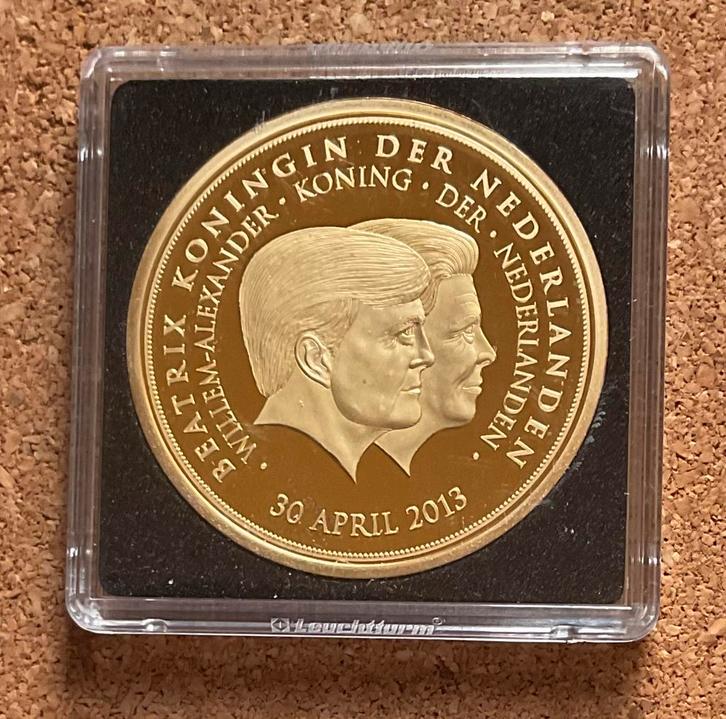 BEATRIX KONINGIN DER NEDERLANDEN
· WILLEM-ALEXANDER · KONING · DER · NEDERLANDEN ·
30 APRIL 2013
Leuchtturm